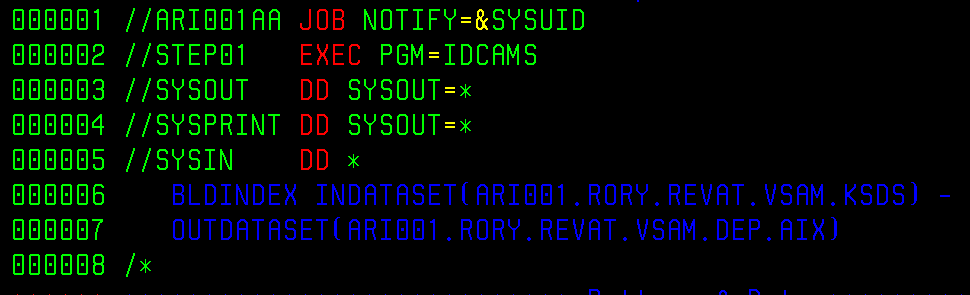 000001 //ARI001AA JOB NOTIFY=&SYSUID
000002 //STEP01   EXEC PGM=IDCAMS
000003 //SYSOUT   DD SYSOUT=*
000004 //SYSPRINT DD SYSOUT=*
000005 //SYSIN    DD *
000006    BLDINDEX INDATASET(ARI001.RORY.REVAT.VSAM.KSDS) -
000007    OUTDATASET(ARI001.RORY.REVAT.VSAM.DEP.AIX)
000008 /*